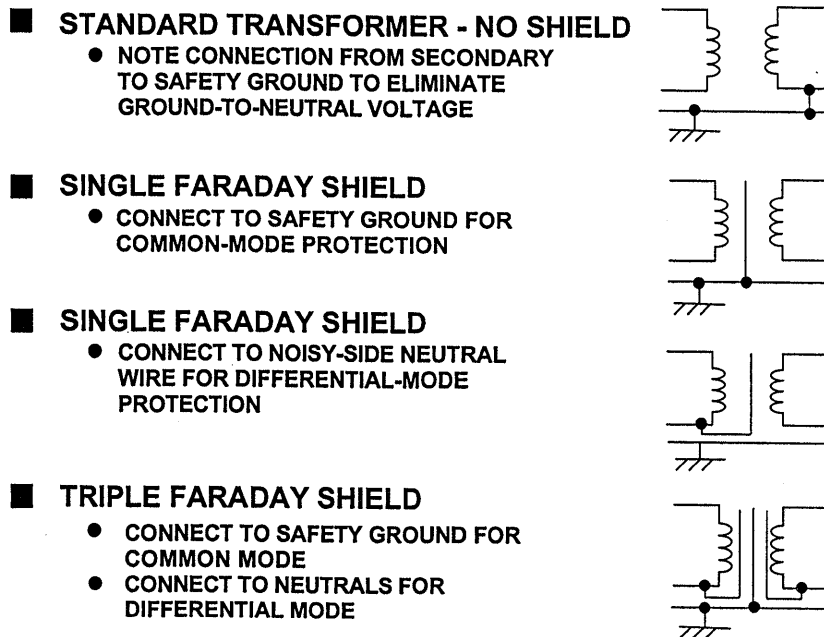 STANDARD TRANSFORMER - NO SHIELD
NOTE CONNECTION FROM SECONDARY
TO SAFETY GROUND TO ELIMINATE
GROUND-TO-NEUTRAL VOLTAGE
SINGLE FARADAY SHIELD
CONNECT TO SAFETY GROUND FOR
COMMON-MODE PROTECTION
SINGLE FARADAY SHIELD
CONNECT TO NOISY-SIDE NEUTRAL
WIRE FOR DIFFERENTIAL-MODE
PROTECTION
TRIPLE FARADAY SHIELD
CONNECT TO SAFETY GROUND FOR
COMMON MODE
CONNECT TO NEUTRALS FOR
DIFFERENTIAL MODE